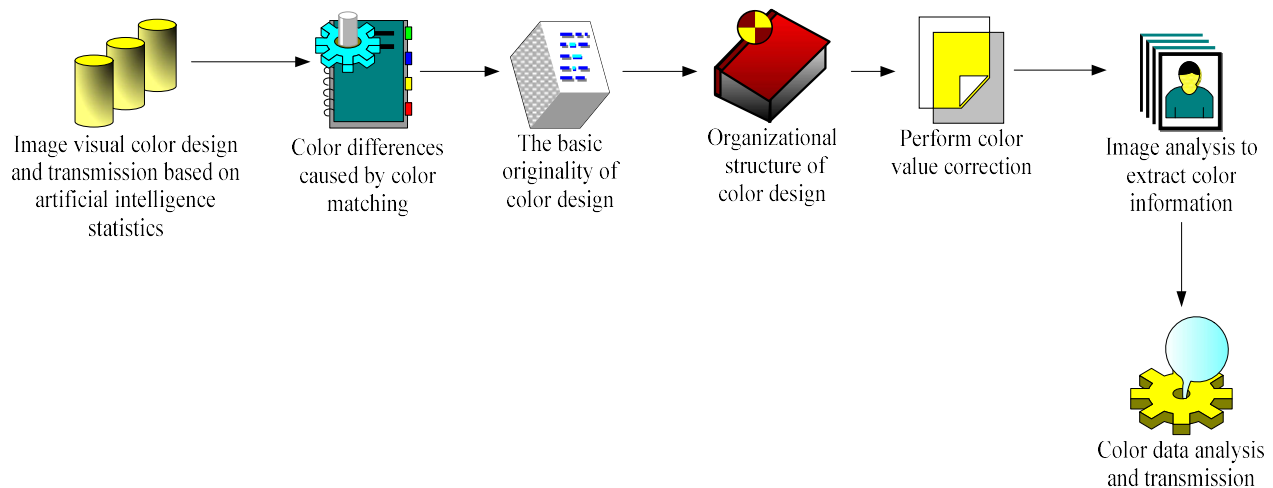 Image visual color design
and transmission based on
artificial intelligence
statistics
Color differences
caused by color
matching
The basic
originality of
color design
Organizational
structure of
color design
Perform color
value correction
Image analysis to
extract color
information
Color data analysis
and transmission